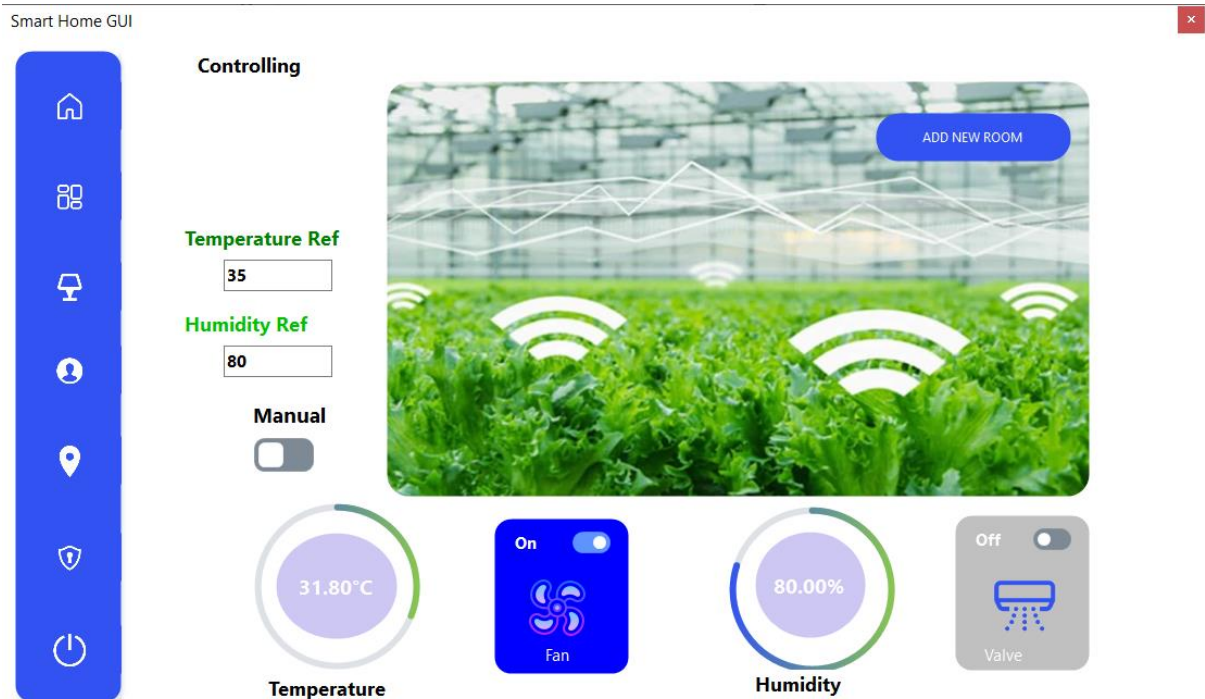 Smart Home GUI
Controlling
ADD NEW ROOM
Temperature Ref
35
Humidity Ref
80
Manual
31.80°C
Temperature
On
Fan
80.00%
Humidity
Off
Valve